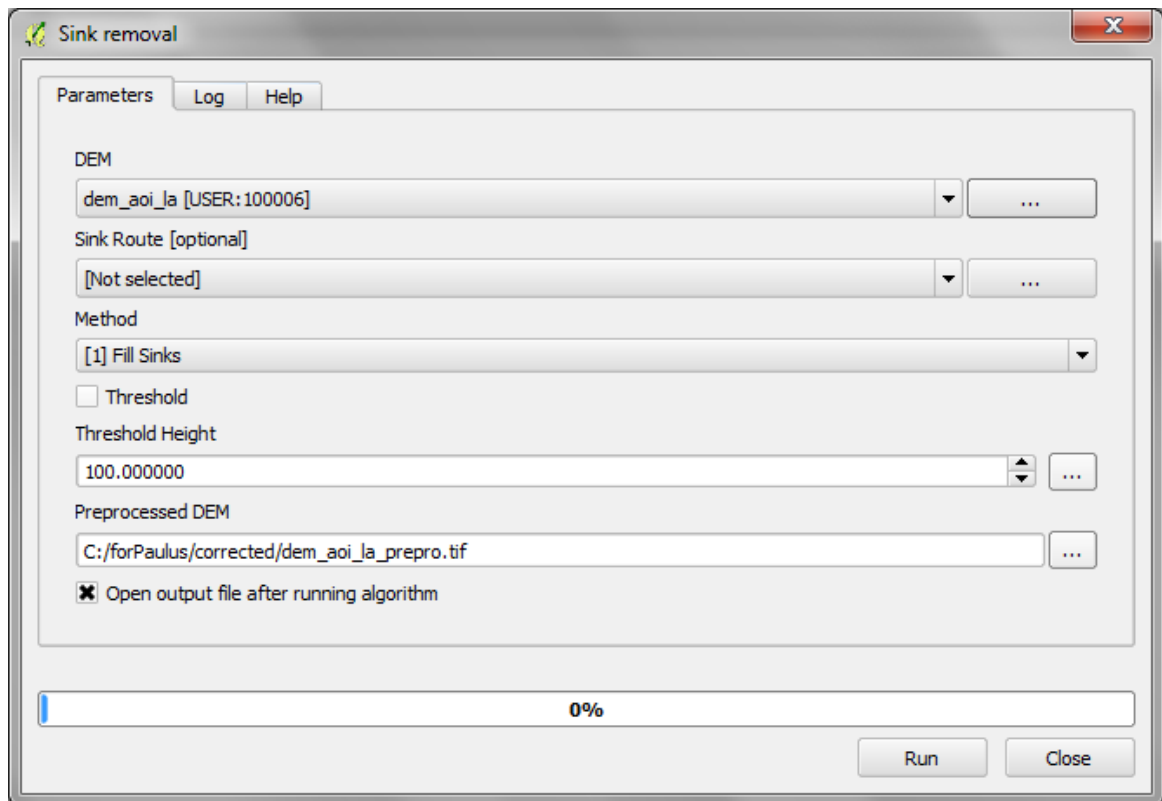 Sink removal
Parameters Log Help
DEM
dem_aoi_la [USER:100006]
...
Sink Route [optional]
[Not selected]
...
Method
[1] Fill Sinks
Threshold
Threshold Height
100.000000
...
Preprocessed DEM
C:/forPaulus/corrected/dem_aoi_la_prepro.tif
...
Open output file after running algorithm
0%
Run Close